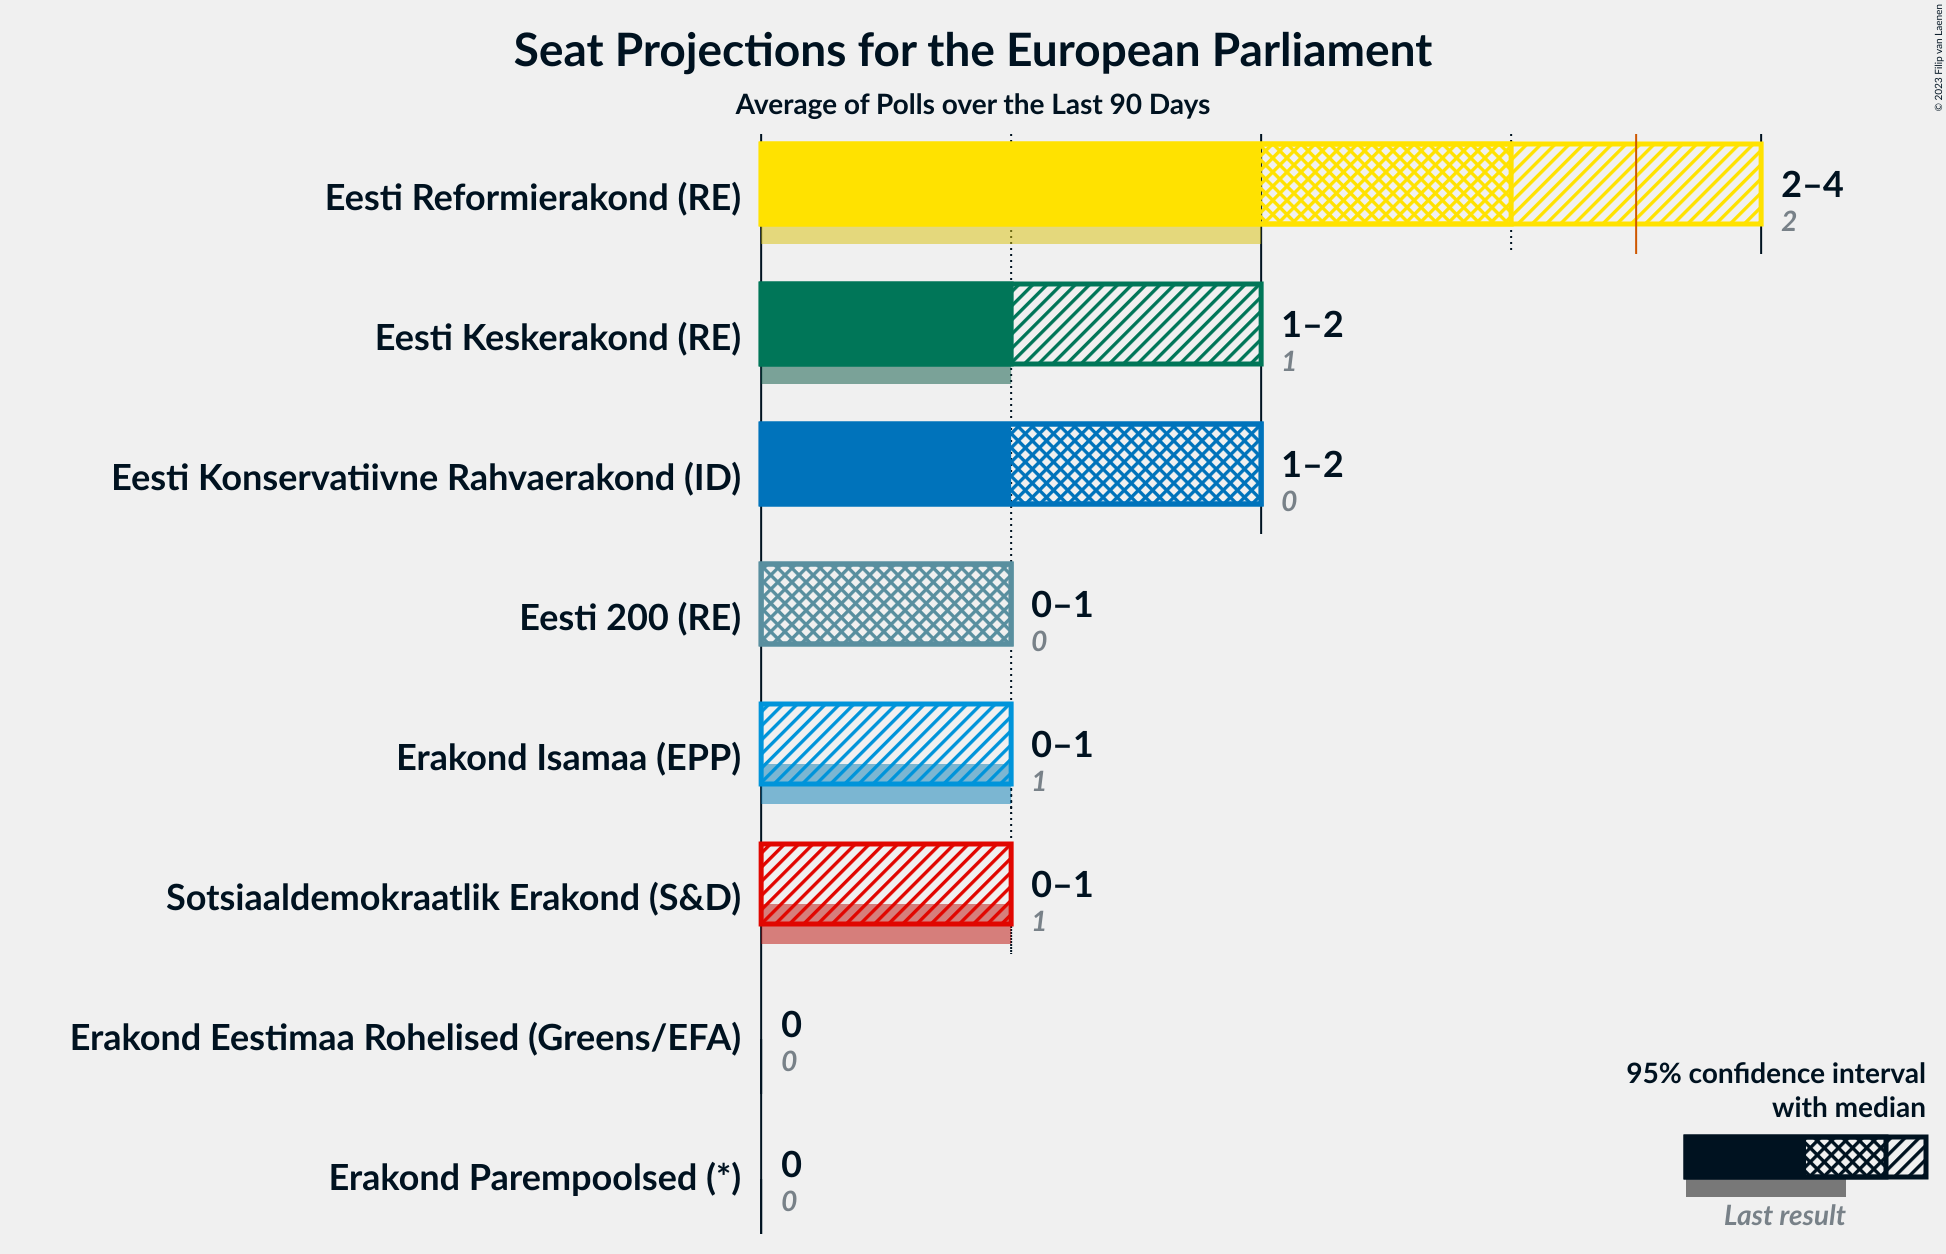 Seat Projections for the European Parliament
Average of Polls over the Last 90 Days
© 2023 Filip van Laenen
Eesti Reformierakond (RE)
2–4
2
Eesti Keskerakond (RE)
1–2
1
Eesti Konservatiivne Rahvaerakond (ID)
1–2
0
Eesti 200 (RE)
0–1
0
Erakond Isamaa (EPP)
0–1
1
Sotsiaaldemokraatlik Erakond (S&D)
0–1
1
Erakond Eestimaa Rohelised (Greens/EFA)
0
0
Erakond Parempoolsed (*)
0
0
95% confidence interval
with median
Last result